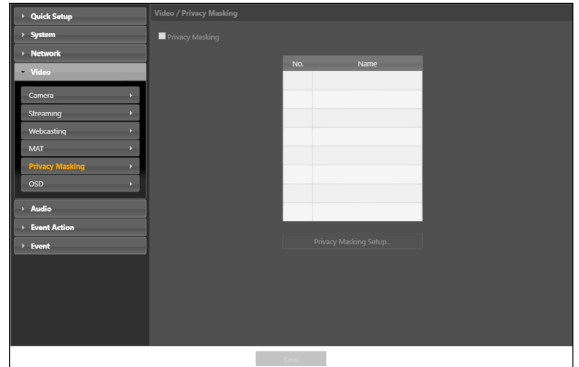 Quick Setup
System
Network
Video
Camera
Streaming
Webcasting
MAT
Privacy Masking
OSD
Audio
Event Action
Event
Video / Privacy Masking
Privacy Masking
No. Name
Privacy Masking Setup...
Save